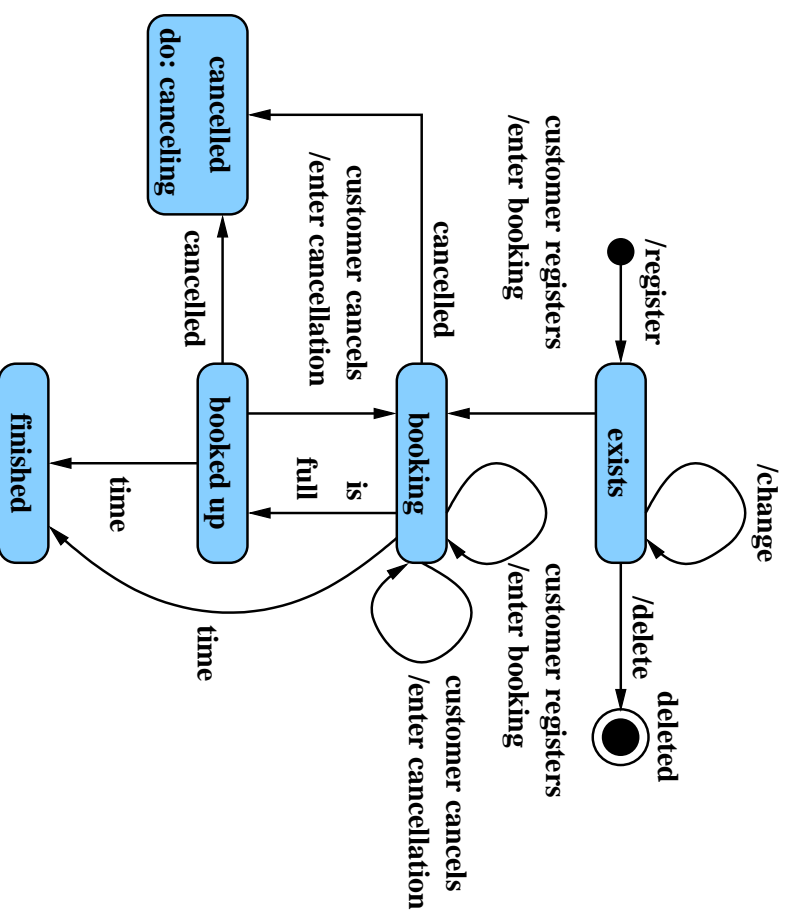 /change
/register
/delete
deleted
exists
customer registers
/enter booking
customer registers
/enter booking
cancelled
booking
customer cancels
/enter cancellation
customer cancels
/enter cancellation
is
full
cancelled
do: canceling
cancelled
booked up
time
time
finished